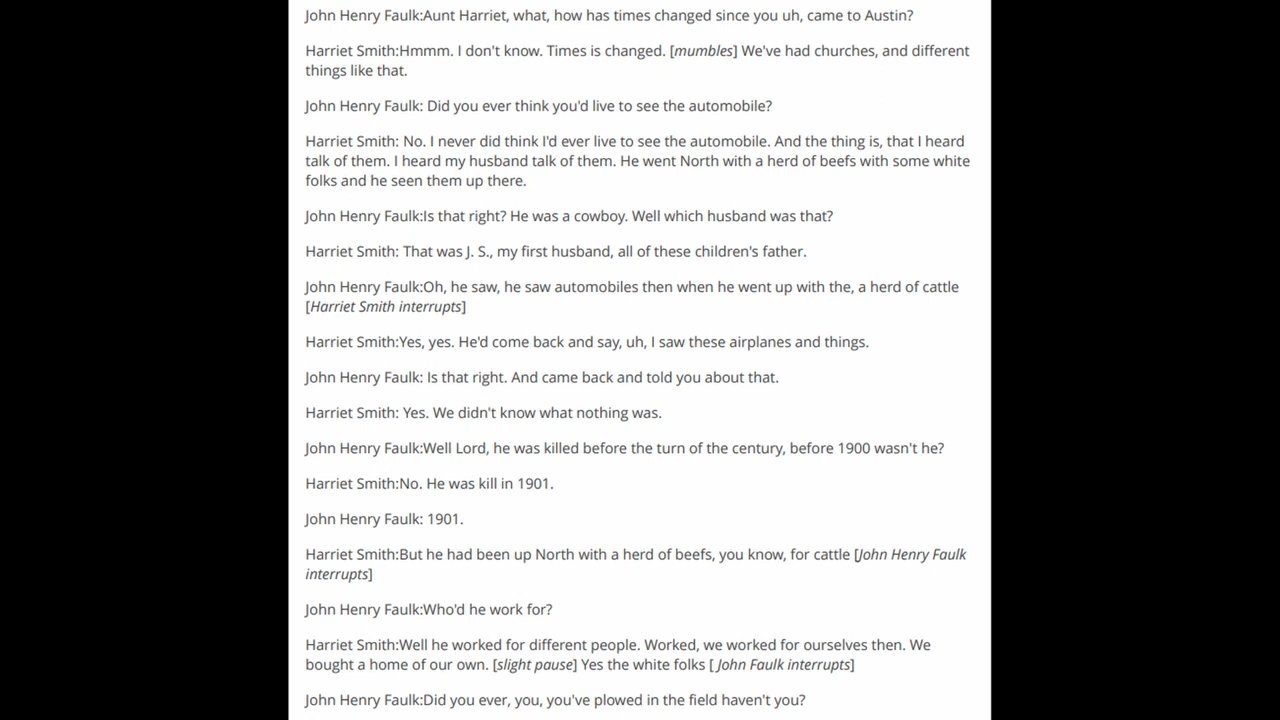 John Henry Faulk:Aunt Harriet, what, how has times changed since you uh, came to Austin?
Harriet Smith:Hmmm. I don't know. Times is changed. [mumbles] We've had churches, and different
things like that.
John Henry Faulk: Did you ever think you'd live to see the automobile?
Harriet Smith: No. I never did think I'd ever live to see the automobile. And the thing is, that I heard
talk of them. I heard my husband talk of them. He went North with a herd of beefs with some white
folks and he seen them up there.
John Henry Faulk:Is that right? He was a cowboy. Well which husband was that?
Harriet Smith: That was J. S., my first husband, all of these children's father.
John Henry Faulk:Oh, he saw, he saw automobiles then when he went up with the, a herd of cattle
[Harriet Smith interrupts]
Harriet Smith:Yes, yes. He'd come back and say, uh, I saw these airplanes and things.
John Henry Faulk: Is that right. And came back and told you about that.
Harriet Smith: Yes. We didn't know what nothing was.
John Henry Faulk:Well Lord, he was killed before the turn of the century, before 1900 wasn't he?
Harriet Smith:No. He was kill in 1901.
John Henry Faulk: 1901.
Harriet Smith:But he had been up North with a herd of beefs, you know, for cattle [John Henry Faulk
interrupts]
John Henry Faulk:Who'd he work for?
Harriet Smith:Well he worked for different people. Worked, we worked for ourselves then. We
bought a home of our own. [slight pause] Yes the white folks [ John Faulk interrupts]
John Henry Faulk:Did you ever, you, you've plowed in the field haven't you?